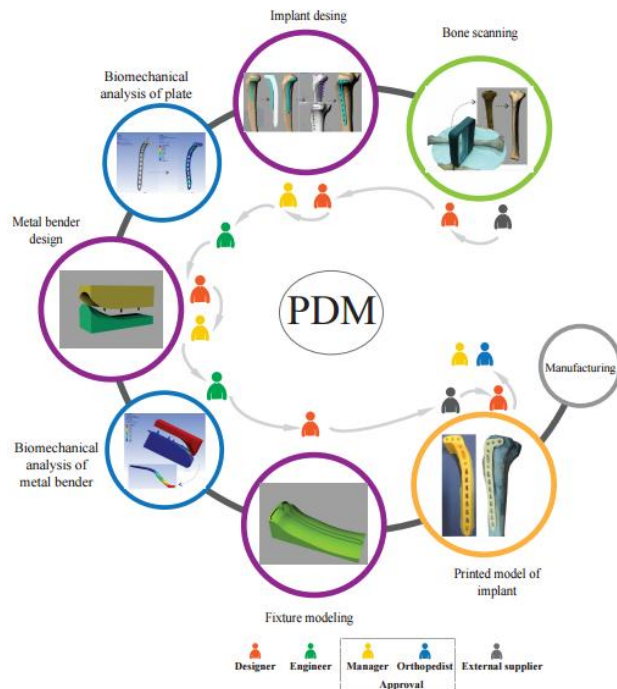 Implant desing
Bone scanning
Biomechanical
analysis of plate
Metal bender
design
PDM
Manufacturing
Biomechanical
analysis of
metal bender
Printed model of
implant
Fixture modeling
Designer Engineer Manager Orthopedist External supplier
Approval